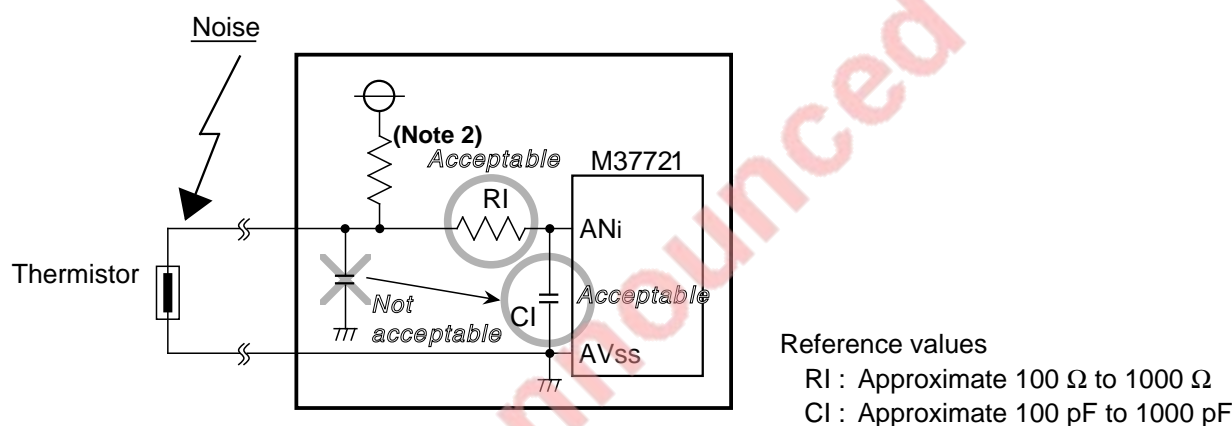 Noise
(Note 2)
Acceptable
M37721
RI
ANi
Thermistor
Not
acceptable
CI
Acceptable
AVss
Reference values
RI : Approximate 100 Ω to 1000 Ω
CI : Approximate 100 pF to 1000 pF
nnounced